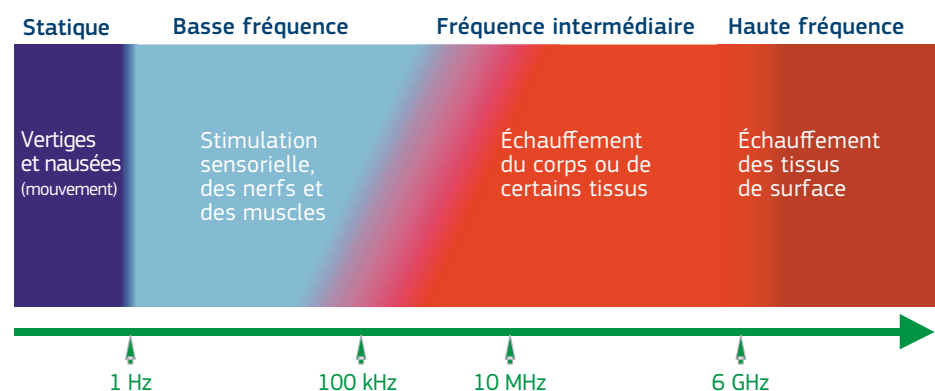 Statique
Basse fréquence
Fréquence intermédiaire
Haute fréquence
Vertiges
et nausées
(mouvement)
Stimulation
sensorielle,
des nerfs et
des muscles
Échauffement
du corps ou de
certains tissus
Échauffement
des tissus
de surface
1 Hz
100 kHz
10 MHz
6 GHz